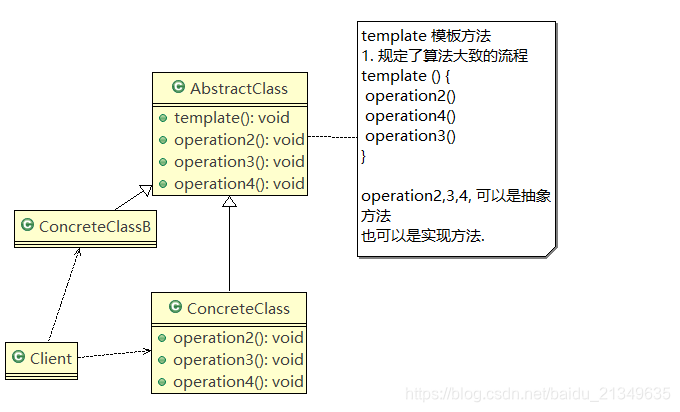 template 模板方法
1. 规定了算法大致的流程
template () {
operation2()
operation4()
operation3()
}
operation2,3,4, 可以是抽象
方法
也可以是实现方法.
C AbstractClass
template(): void
operation2(): void
operation3(): void
operation4(): void
C ConcreteClassB
C ConcreteClass
operation2(): void
operation3(): void
operation4(): void
C Client
https://blog.csdn.net/baidu_21349635